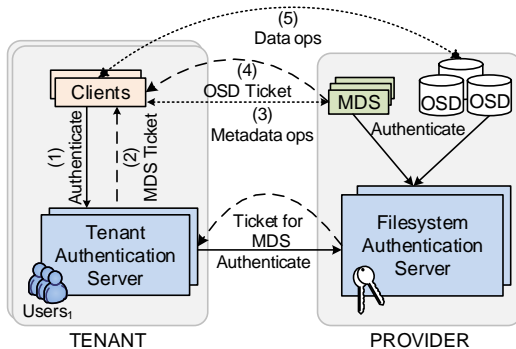 (5)
Data ops
(4)
OSD Ticket
(3)
Metadata ops
Clients
MDS
OSD
OSD
(1)
Authenticate
(2)
MDS Ticket
Authenticate
Tenant
Authentication
Server
Ticket for
MDS
Authenticate
Filesystem
Authentication
Server
Users₁
TENANT
PROVIDER